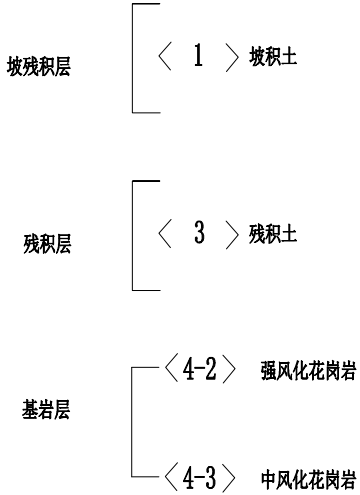 坡残积层 〈 1 〉 坡积土
残积层 〈 3 〉 残积土
〈4-2〉 强风化花岗岩
基岩层
〈4-3〉 中风化花岗岩